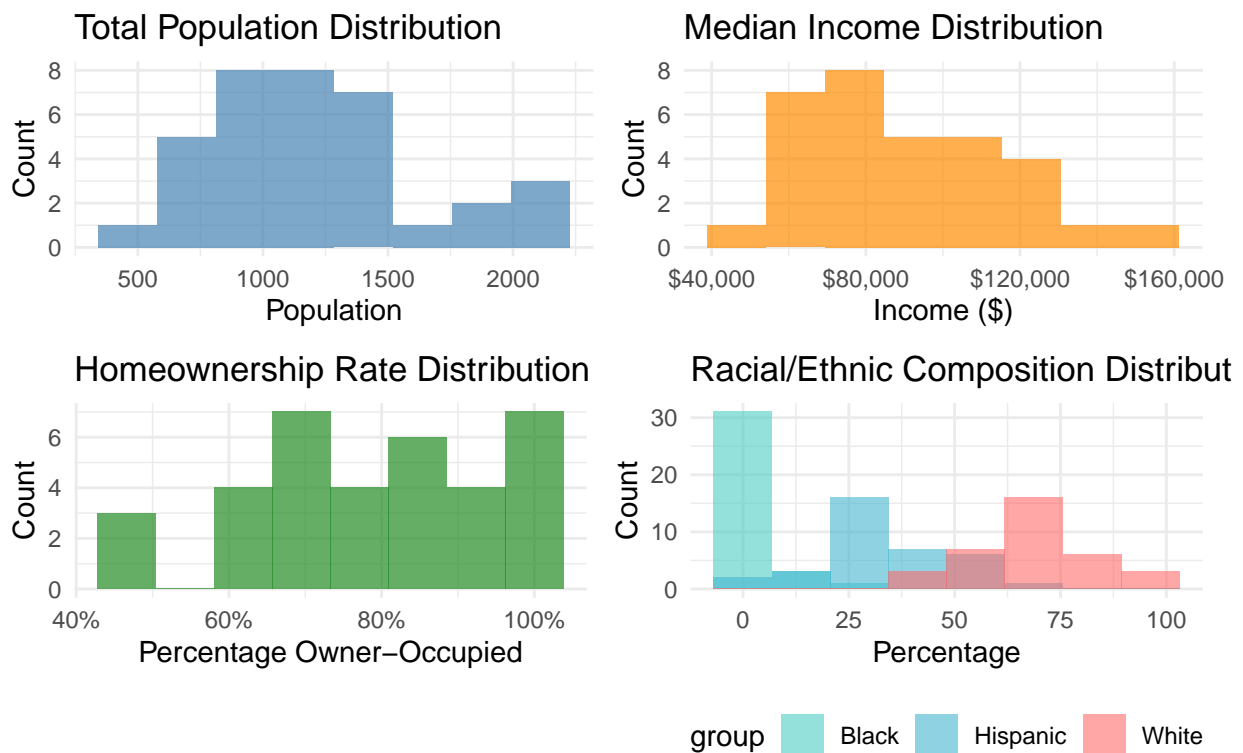 Total Population Distribution
8
6
4
2
0
Count
500 1000 1500 2000
Population
Median Income Distribution
8
6
4
2
0
Count
$40,000 $80,000 $120,000 $160,000
Income ($)
Homeownership Rate Distribution
6
4
2
0
Count
40% 60% 80% 100%
Percentage Owner−Occupied
Racial/Ethnic Composition Distribut
30
20
10
0
Count
0 25 50 75 100
Percentage
group Black Hispanic White